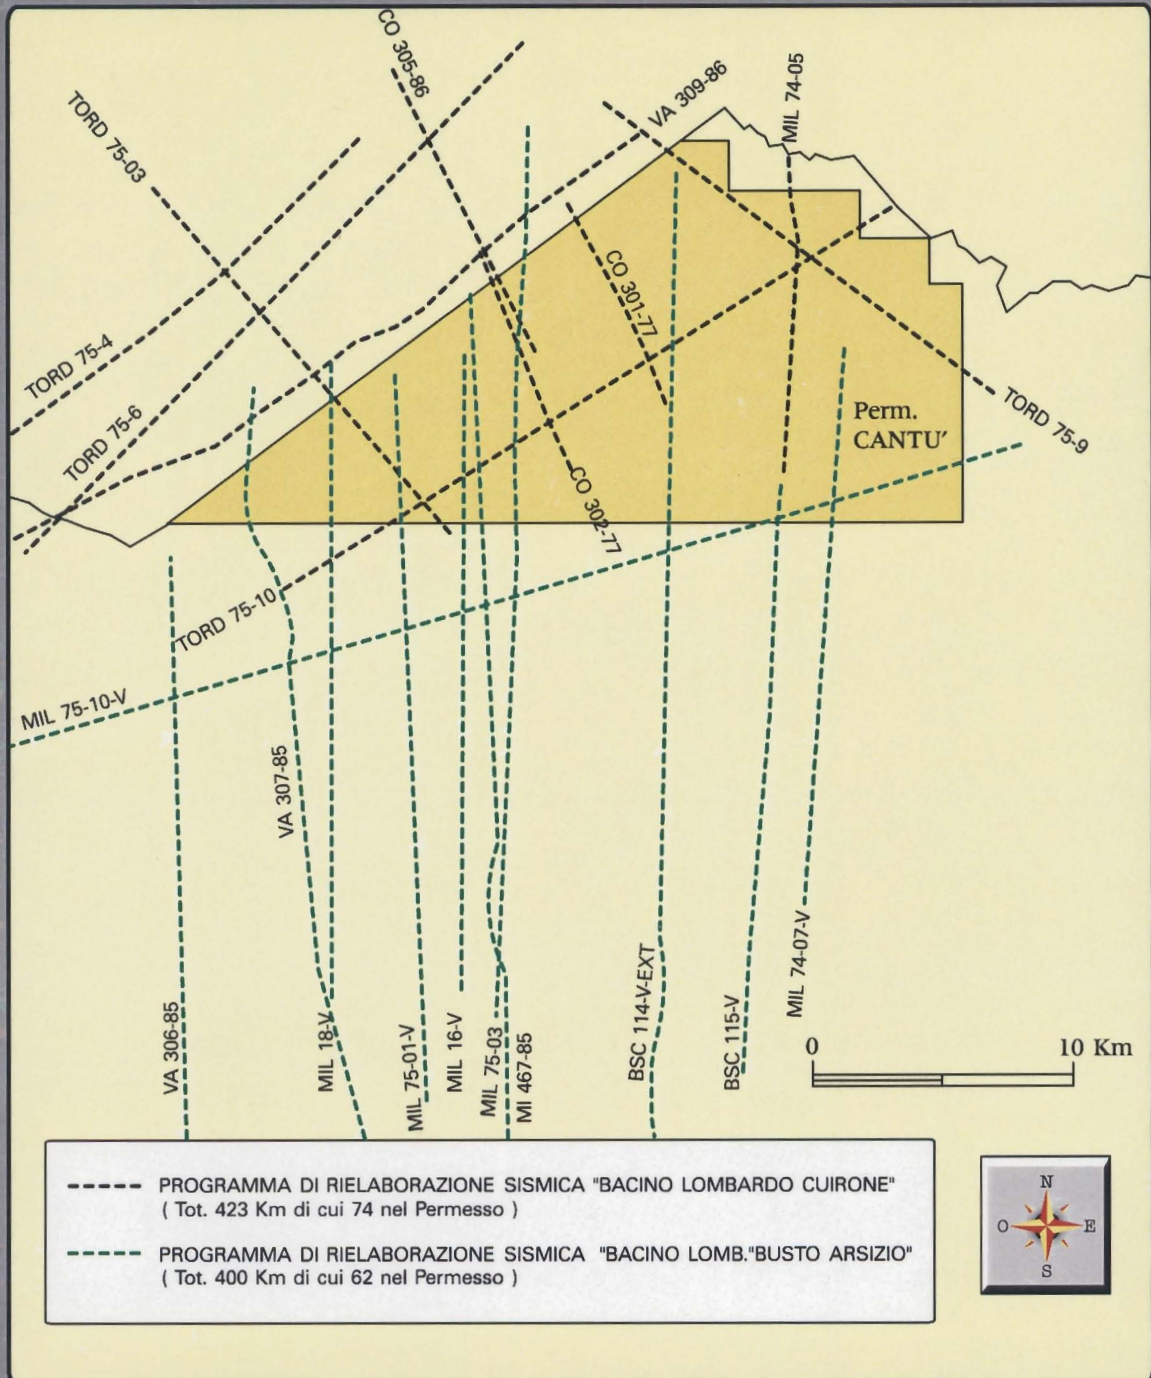 CO 305-86
VA 309-86
MIL 74-05
TORD 75-03
CO 301-77
TORD 75-4
TORD 75-6
Perm.
CANTU'
TORD 75-9
CO 302-77
TORD 75-10
MIL 75-10-V
VA 307-85
VA 306-85
MIL 18-V
MIL 75-01-V
MIL 16-V
MIL 75-03
MI 467-85
BSC 114-V-EXT
BSC 115-V
MIL 74-07-V
0 10 Km
PROGRAMMA DI RIELABORAZIONE SISMICA "BACINO LOMBARDO CUIRONE"
( Tot. 423 Km di cui 74 nel Permesso )
PROGRAMMA DI RIELABORAZIONE SISMICA "BACINO LOMB."BUSTO ARSIZIO"
( Tot. 400 Km di cui 62 nel Permesso )
N
O E
S